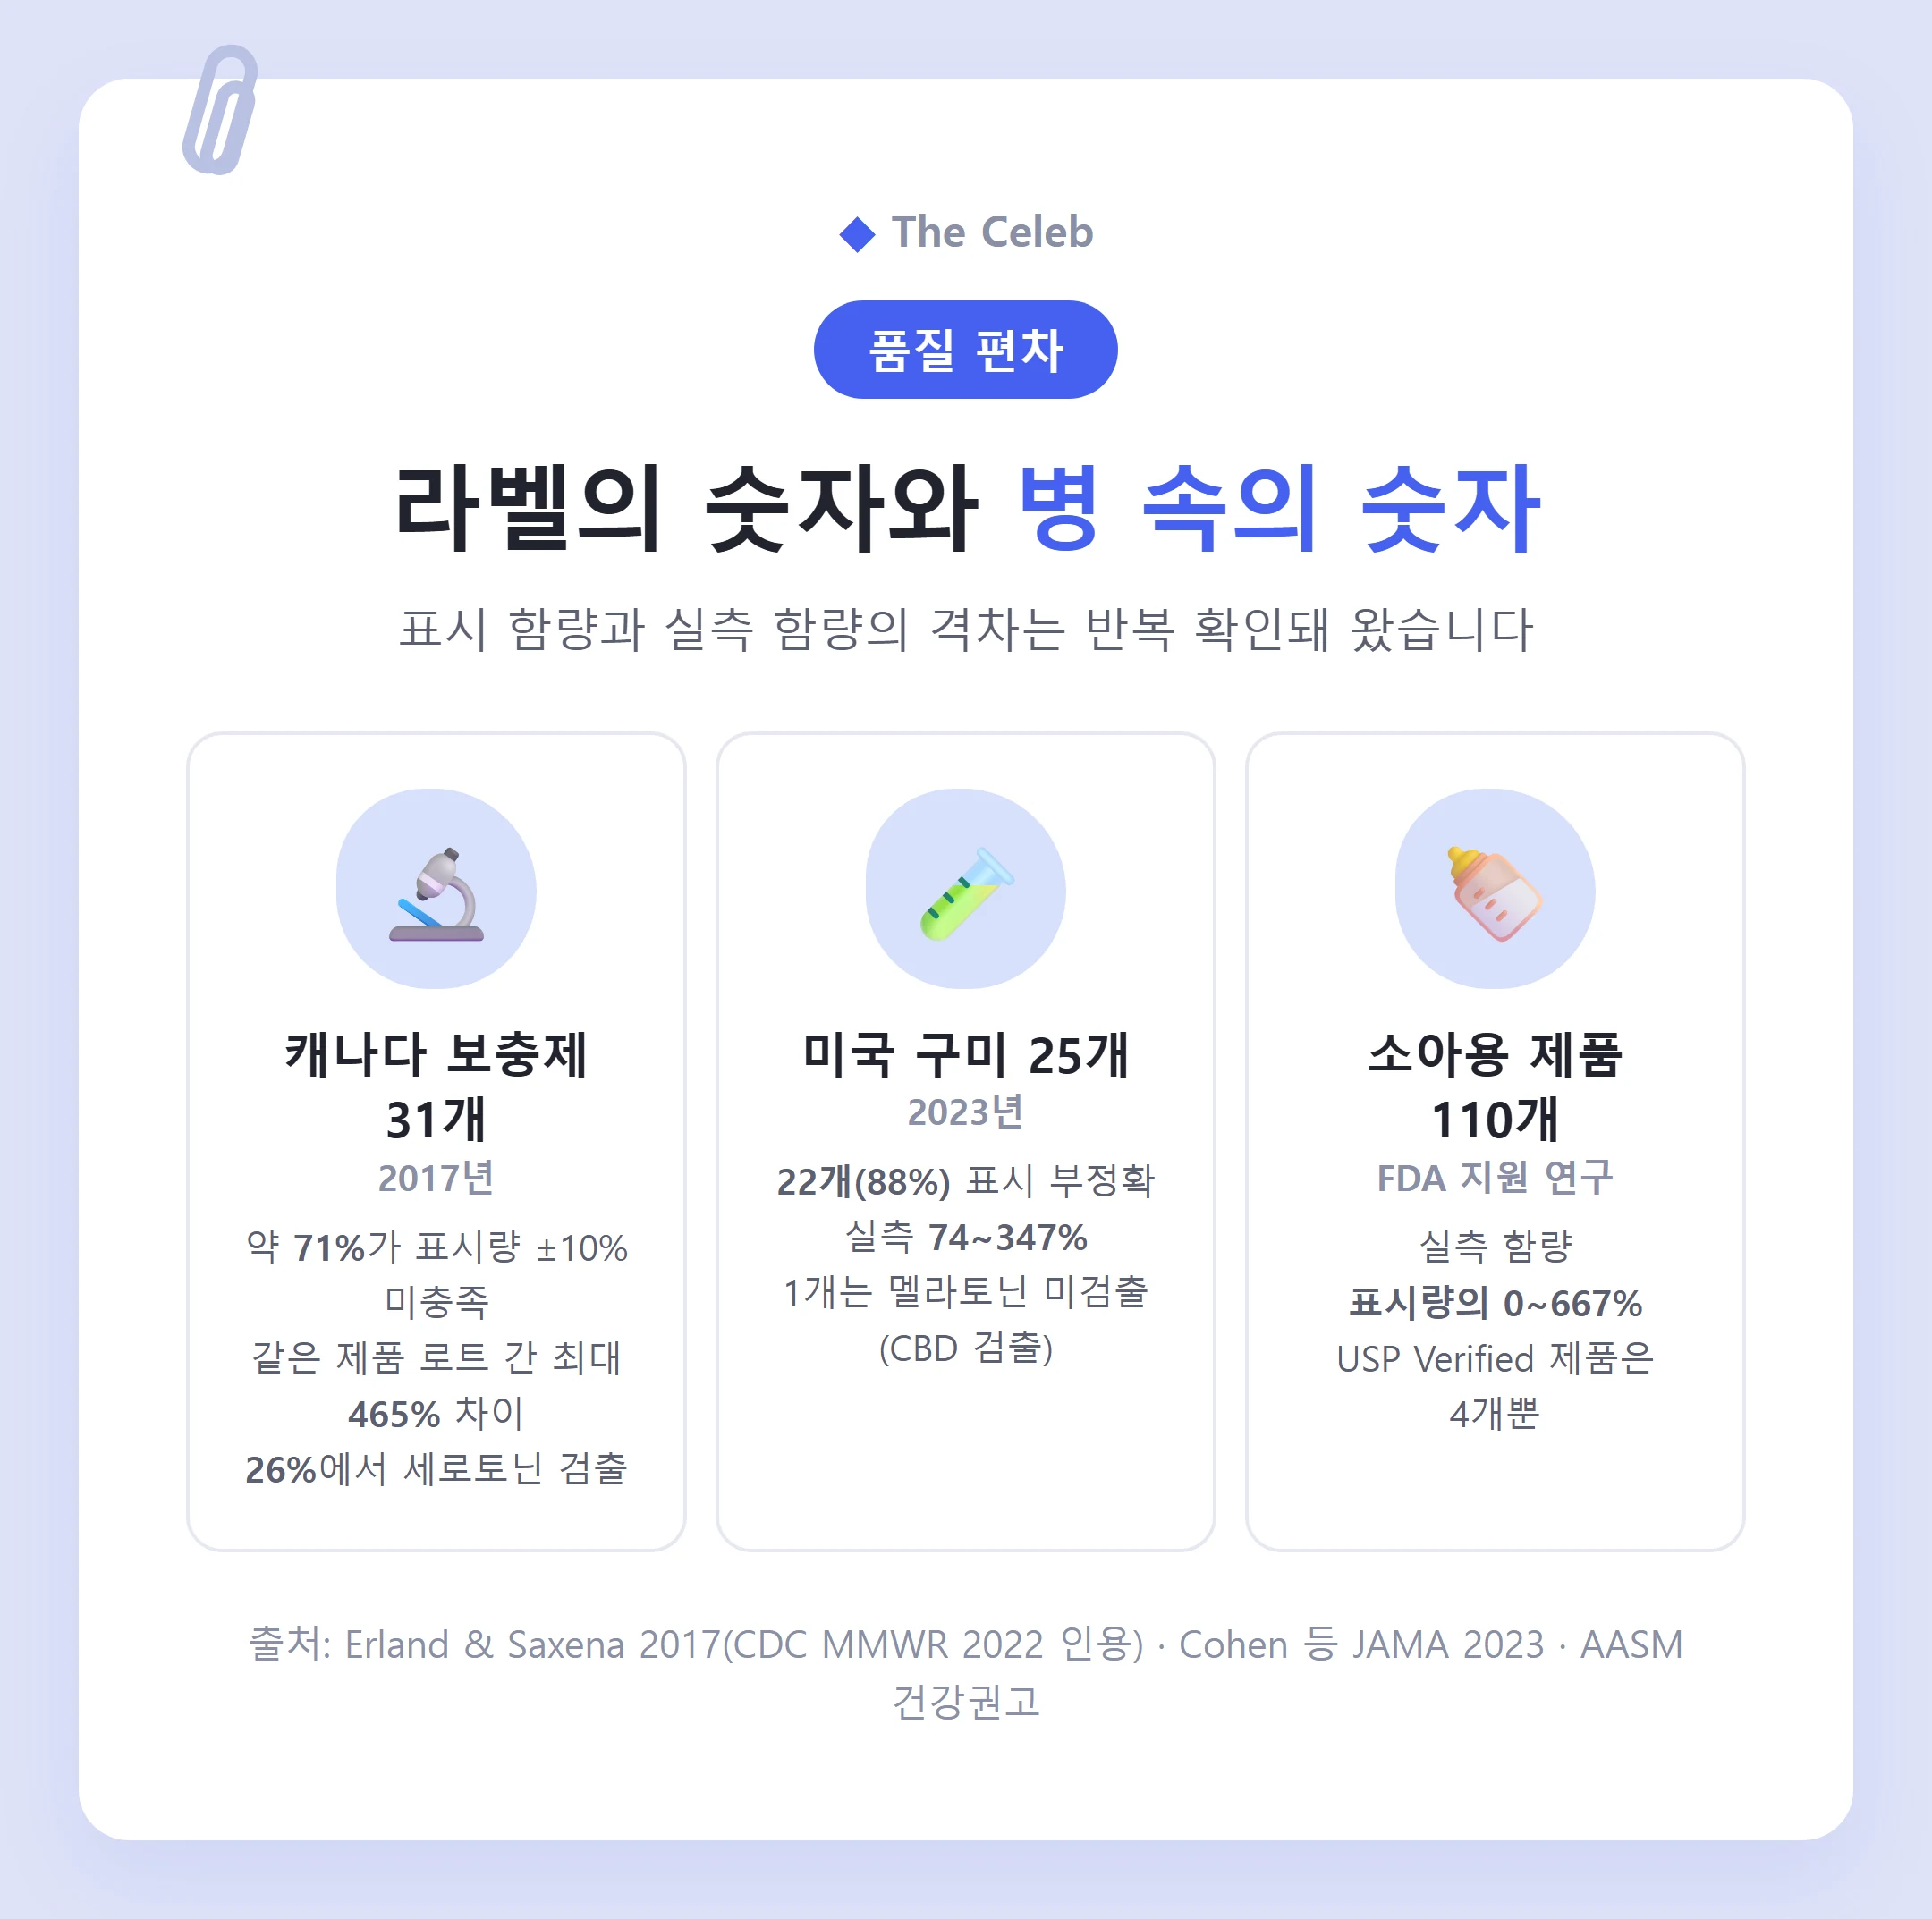 The Celeb
품질 편차
라벨의 숫자와 병 속의 숫자
표시 함량과 실측 함량의 격차는 반복 확인돼 왔습니다
캐나다 보충제
31개
2017년
약 71%가 표시량 ±10%
미충족
같은 제품 로트 간 최대
465% 차이
26%에서 세로토닌 검출
미국 구미 25개
2023년
22개(88%) 표시 부정확
실측 74~347%
1개는 멜라토닌 미검출
(CBD 검출)
소아용 제품
110개
FDA 지원 연구
실측 함량
표시량의 0~667%
USP Verified 제품은
4개뿐
출처: Erland & Saxena 2017(CDC MMWR 2022 인용) · Cohen 등 JAMA 2023 · AASM
건강권고